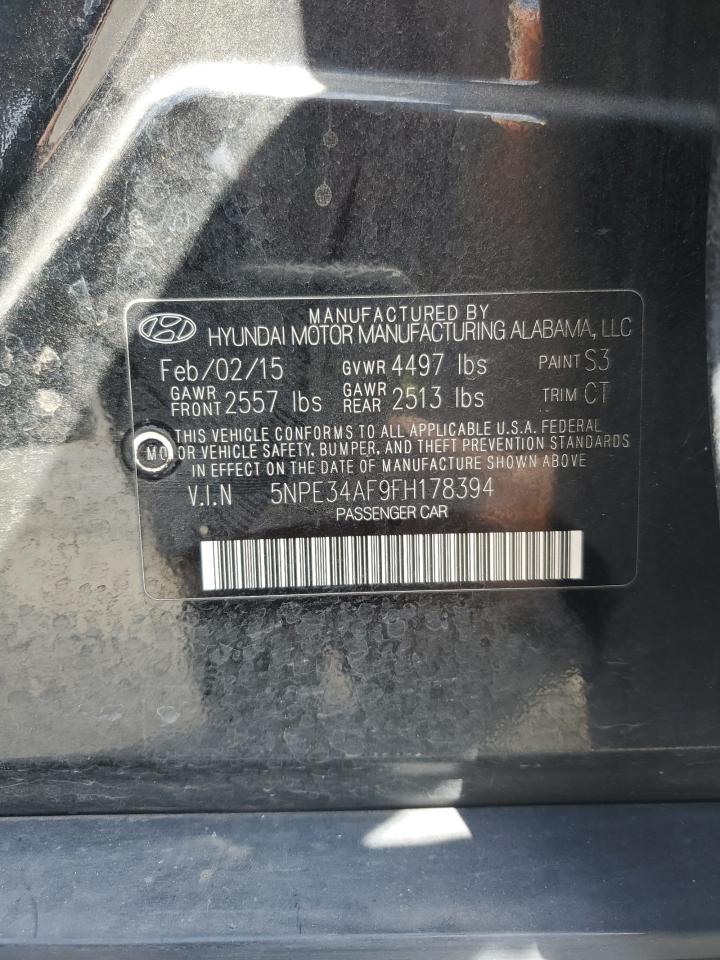 MANUFACTURED BY
HYUNDAI MOTOR MANUFACTURING ALABAMA, LLC
Feb/02/15 GVWR 4497 lbs PAINT S3
GAWR FRONT 2557 lbs GAWR REAR 2513 lbs TRIM CT
THIS VEHICLE CONFORMS TO ALL APPLICABLE U.S.A. FEDERAL
MOTOR VEHICLE SAFETY, BUMPER, AND THEFT PREVENTION STANDARDS
IN EFFECT ON THE DATE OF MANUFACTURE SHOWN ABOVE
V.I.N 5NPE34AF9FH178394
PASSENGER CAR